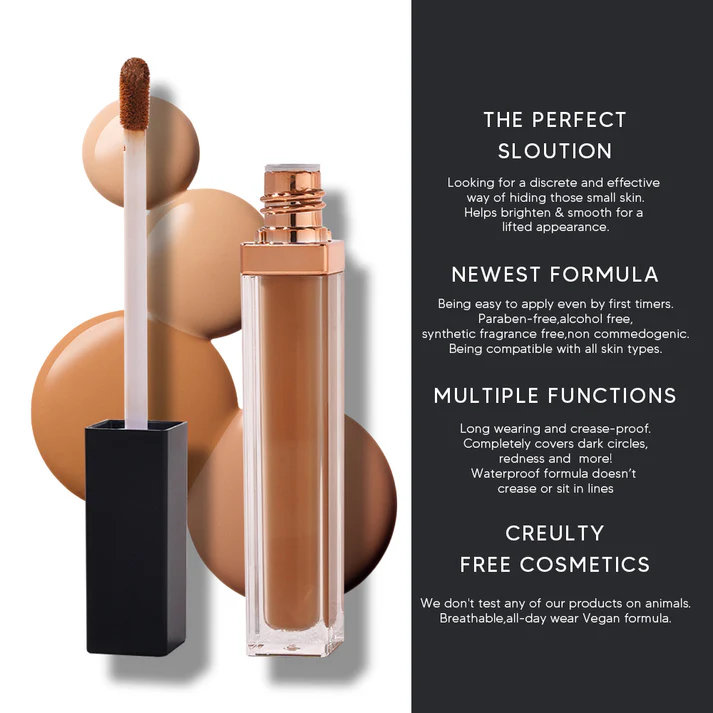 THE PERFECT
SLOUTION
Looking for a discrete and effective
way of hiding those small skin.
Helps brighten & smooth for a
lifted appearance.
NEWEST FORMULA
Being easy to apply even by first timers.
Paraben-free,alcohol free,
synthetic fragrance free,non commedogenic.
Being compatible with all skin types.
MULTIPLE FUNCTIONS
Long wearing and crease-proof.
Completely covers dark circles,
redness and more!
Waterproof formula doesn't
crease or sit in lines
CREULTY
FREE COSMETICS
We don't test any of our products on animals.
Breathable,all-day wear Vegan formula.